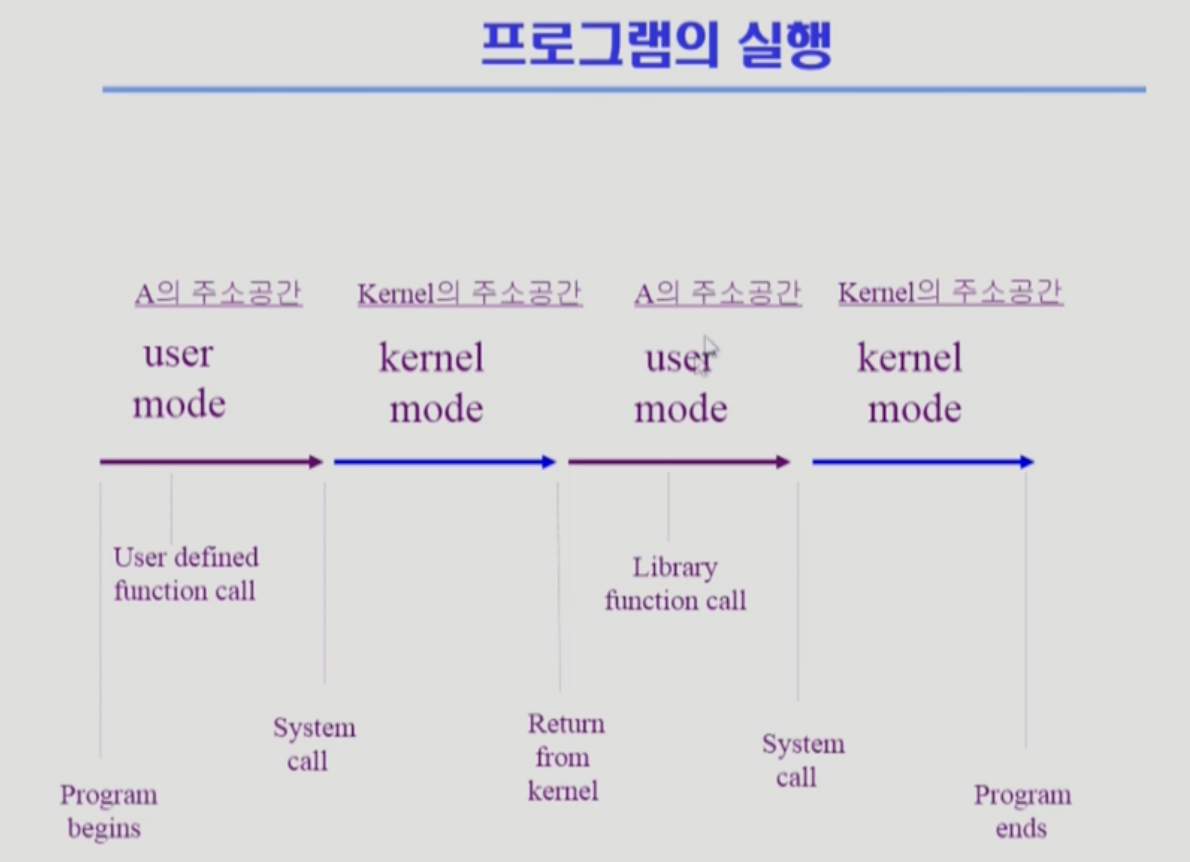 프로그램의 실행
A의 주소공간
Kernel의 주소공간
A의 주소공간
Kernel의 주소공간
user
mode
kernel
mode
user
mode
kernel
mode
User defined
function call
Library
function call
System
call
Return
from
kernel
System
call
Program
begins
Program
ends